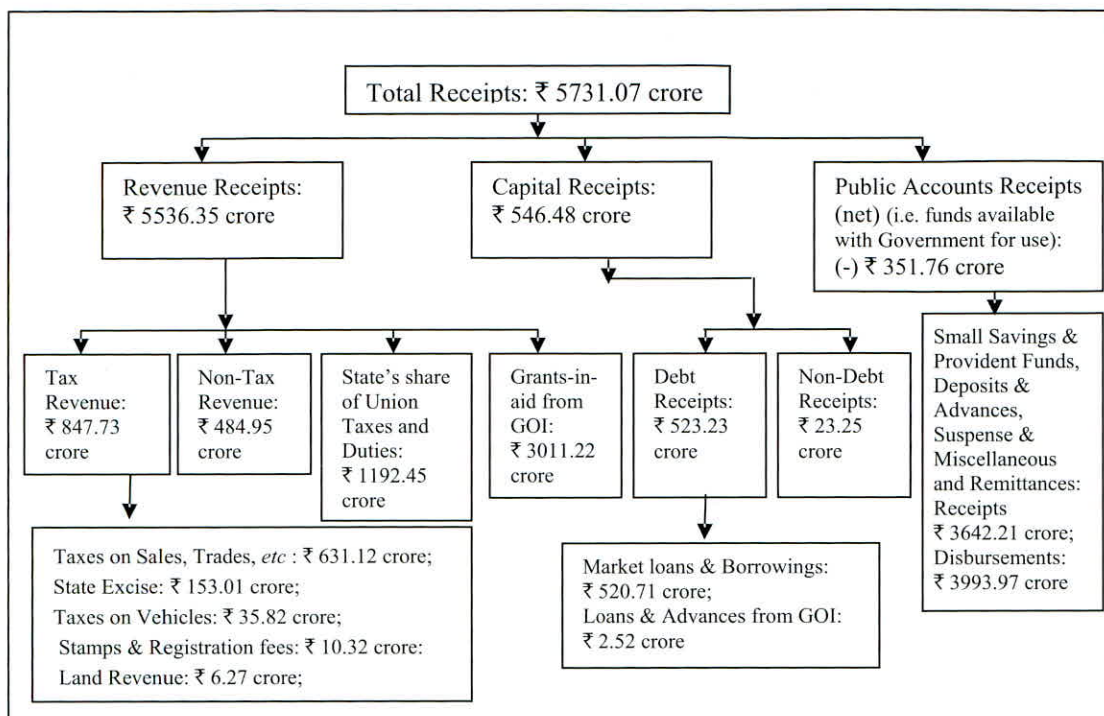 Total Receipts: ₹ 5731.07 crore
Revenue Receipts:
₹ 5536.35 crore
Capital Receipts:
₹ 546.48 crore
Public Accounts Receipts
(net) (i.e. funds available
with Government for use):
(-) ₹ 351.76 crore
Tax
Revenue:
₹ 847.73
crore
Non-Tax
Revenue:
₹ 484.95
crore
State's share
of Union
Taxes and
Duties:
₹ 1192.45
crore
Grants-in-
aid from
GOI:
₹ 3011.22
crore
Debt
Receipts:
₹ 523.23
crore
Non-Debt
Receipts:
₹ 23.25
crore
Small Savings &
Provident Funds,
Deposits &
Advances,
Suspense &
Miscellaneous
and Remittances:
Receipts
₹ 3642.21 crore;
Disbursements:
₹ 3993.97 crore
Taxes on Sales, Trades, etc : ₹ 631.12 crore;
State Excise: ₹ 153.01 crore;
Taxes on Vehicles: ₹ 35.82 crore;
Stamps & Registration fees: ₹ 10.32 crore:
Land Revenue: ₹ 6.27 crore;
Market loans & Borrowings:
₹ 520.71 crore;
Loans & Advances from GOI:
₹ 2.52 crore